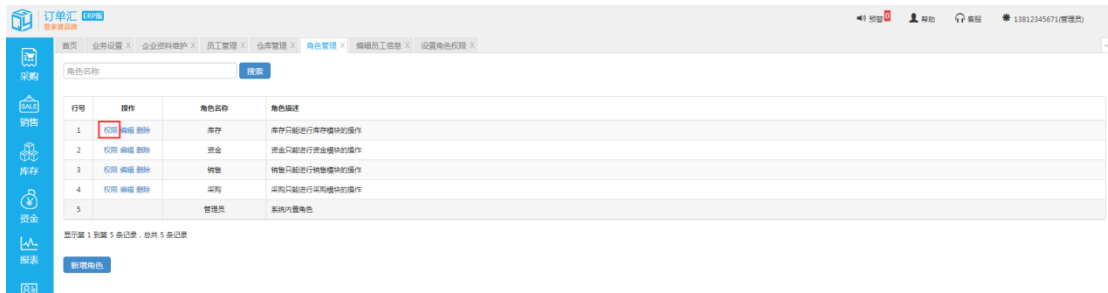 订单汇 ERP版
管家婆品牌
预警 0 帮助 客服 13812345671(管理员)
首页 业务设置 × 企业资料维护 × 员工管理 × 仓库管理 × 角色管理 × 编辑员工信息 × 设置角色权限 ×
角色名称 搜索
行号 操作 角色名称 角色描述
1 权限 编辑 删除 库存 库存只能进行库存模块的操作
2 权限 编辑 删除 资金 资金只能进行资金模块的操作
3 权限 编辑 删除 销售 销售只能进行销售模块的操作
4 权限 编辑 删除 采购 采购只能进行采购模块的操作
5 管理员 系统内置角色
显示第 1 到第 5 条记录，总共 5 条记录
新增角色
采购
SALE
销售
库存
资金
报表